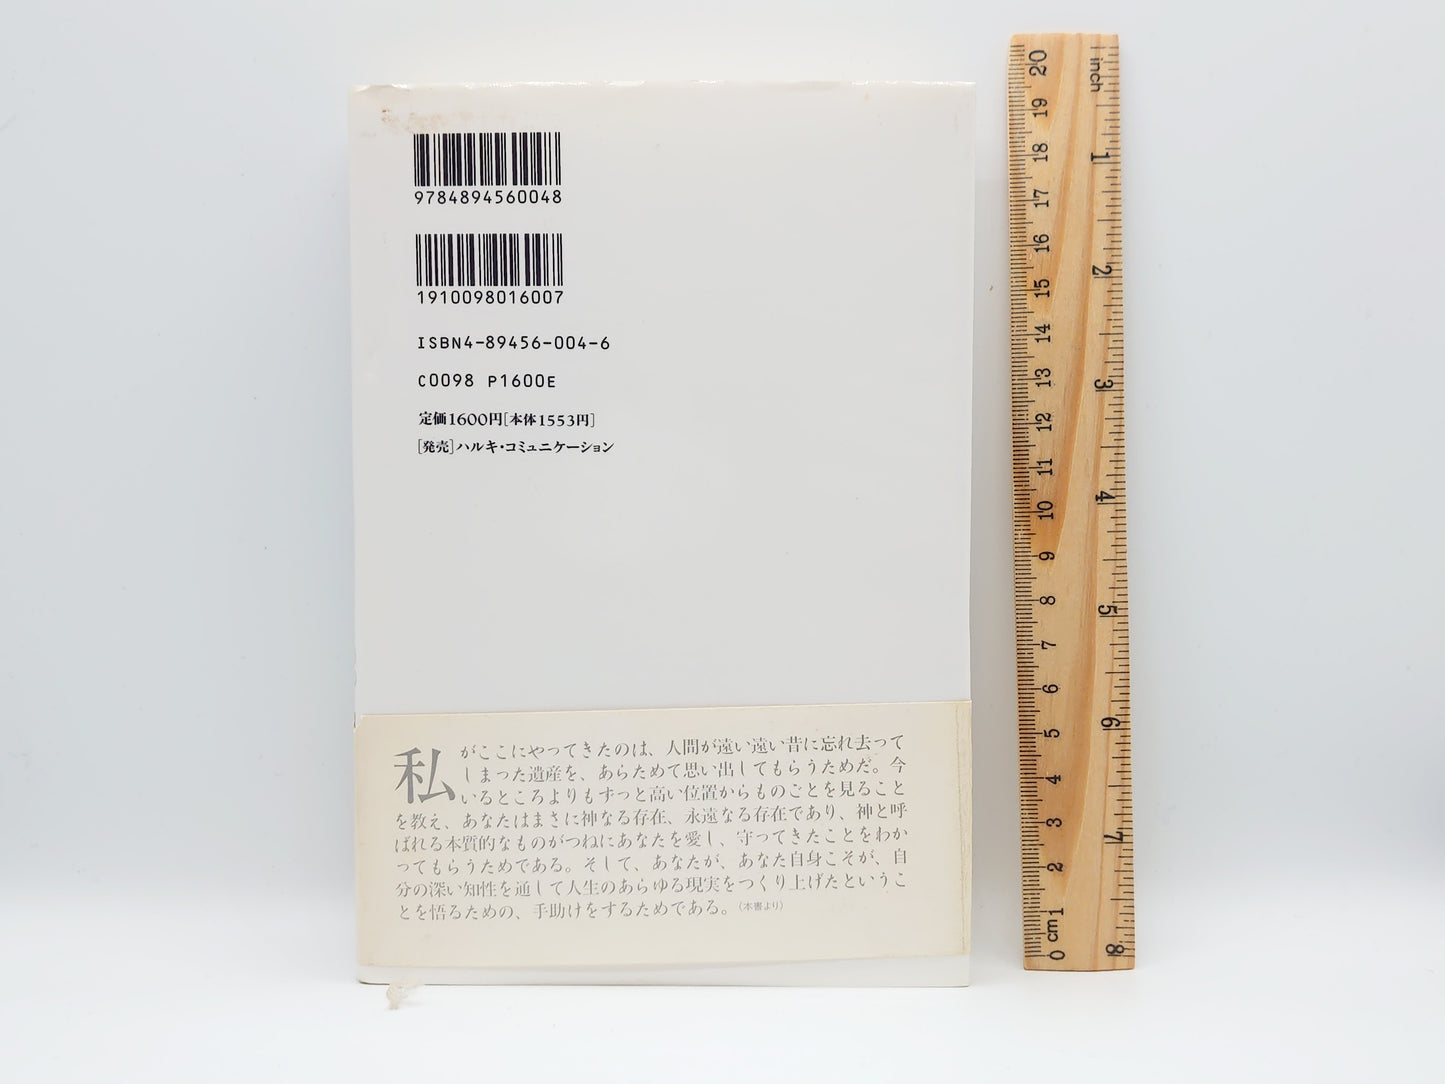 9784894560048
1910098016007
ISBN4-89456-004-6
C0098 P1600E
定価1600円[本体1553円]
[発売]ハルキ・コミュニケーション
私がここにやってきたのは、人間が遠い遠い昔に忘れ去って
しまった遺産を、あらためて思い出してもらうためだ。今
いるところよりもずっと高い位置からものごとを見ること
を教え、あなたはまさに神なる存在、永遠なる存在であり、神と呼
ばれる本質的なものがつねにあなたを愛し、守ってきたことをわか
ってもらうためである。そして、あなたが、あなた自身こそが、自
分の深い知性を通して人生のあらゆる現実をつくり上げたというこ
とを悟るための、手助けをするためである。(本書より)
inch
1
2
3
4
5
6
7
8
20
19
18
17
16
15
14
13
12
11
10
9
8
7
6
5
4
3
2
1
0 cm